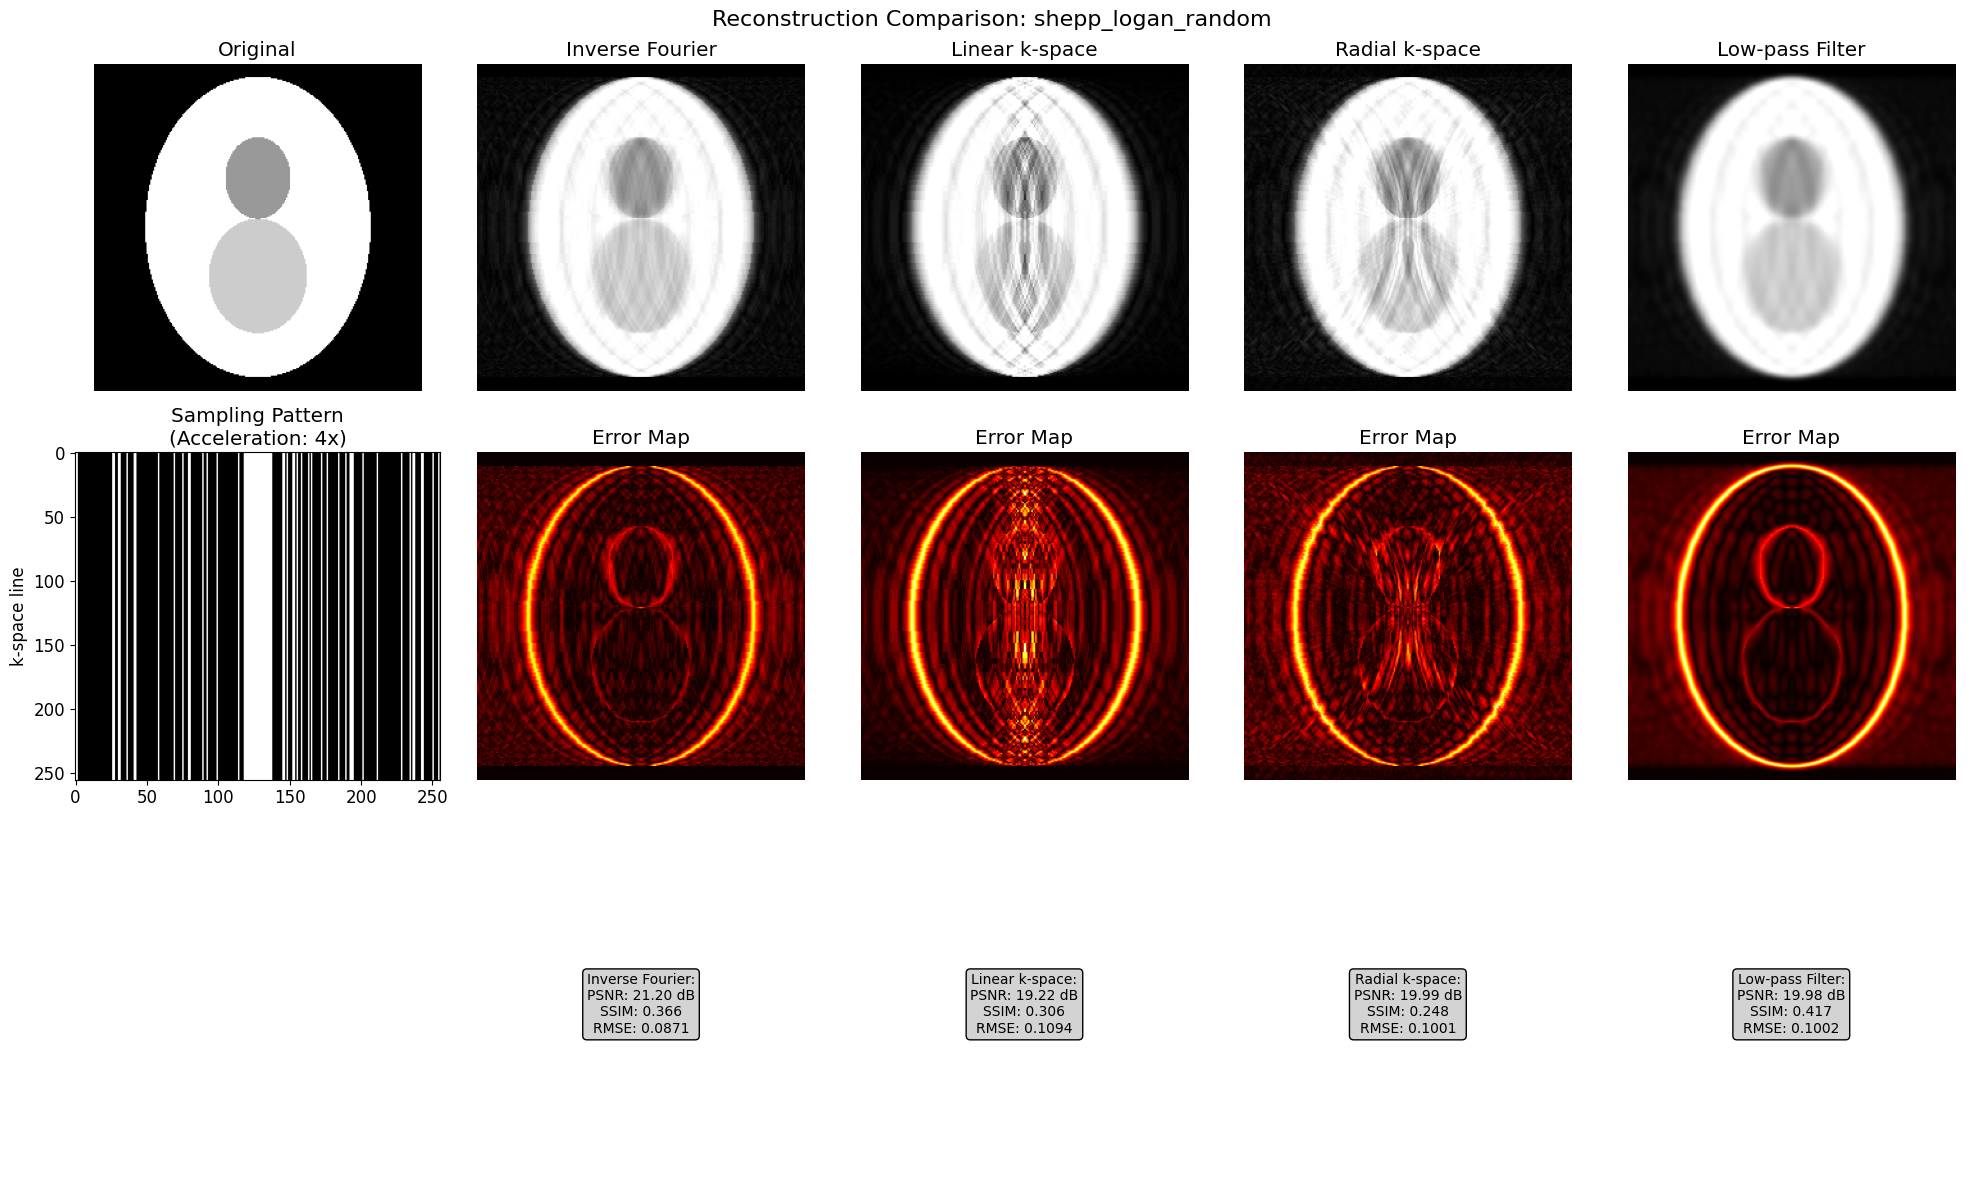 Reconstruction Comparison: shepp_logan_random
Original
Inverse Fourier
Linear k-space
Radial k-space
Low-pass Filter
Sampling Pattern
(Acceleration: 4x)
Error Map
Error Map
Error Map
Error Map
k-space line
0
50
100
150
200
250
0
50
100
150
200
250
Inverse Fourier:
PSNR: 21.20 dB
SSIM: 0.366
RMSE: 0.0871
Linear k-space:
PSNR: 19.22 dB
SSIM: 0.306
RMSE: 0.1094
Radial k-space:
PSNR: 19.99 dB
SSIM: 0.248
RMSE: 0.1001
Low-pass Filter:
PSNR: 19.98 dB
SSIM: 0.417
RMSE: 0.1002